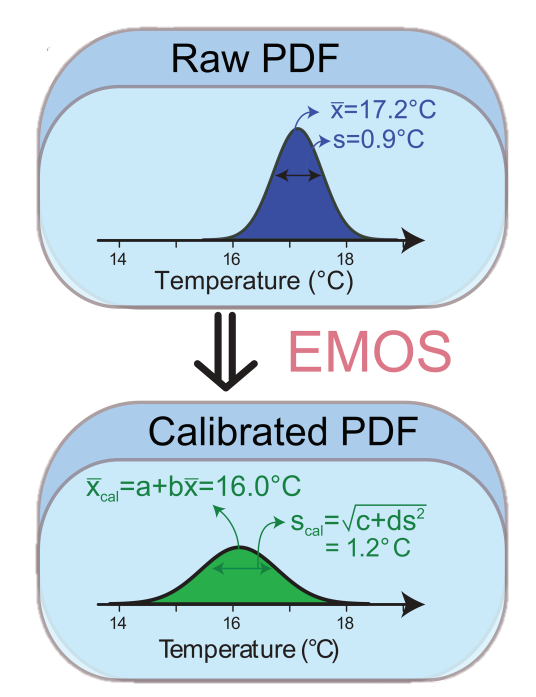 Raw PDF
x̅=17.2°C
s=0.9°C
14 16 18
Temperature (°C)
EMOS
Calibrated PDF
x̅cal=a+bx̅=16.0°C
scal=√c+ds²
= 1.2°C
14 16 18
Temperature (°C)